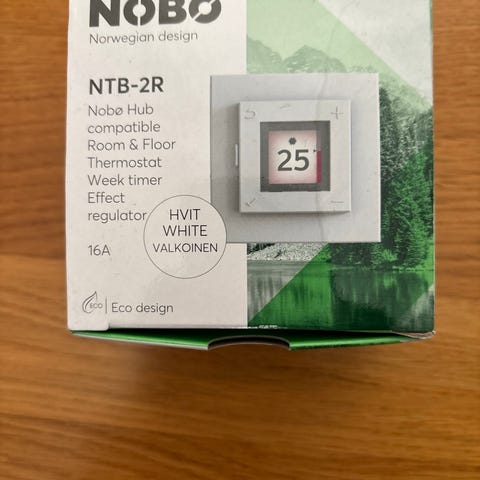 NOBØ
Norwegian design
NTB-2R
Nobø Hub
compatible
Room & Floor
Thermostat
Week timer
Effect
regulator
16A
HVIT
WHITE
VALKOINEN
25
ECO
Eco design